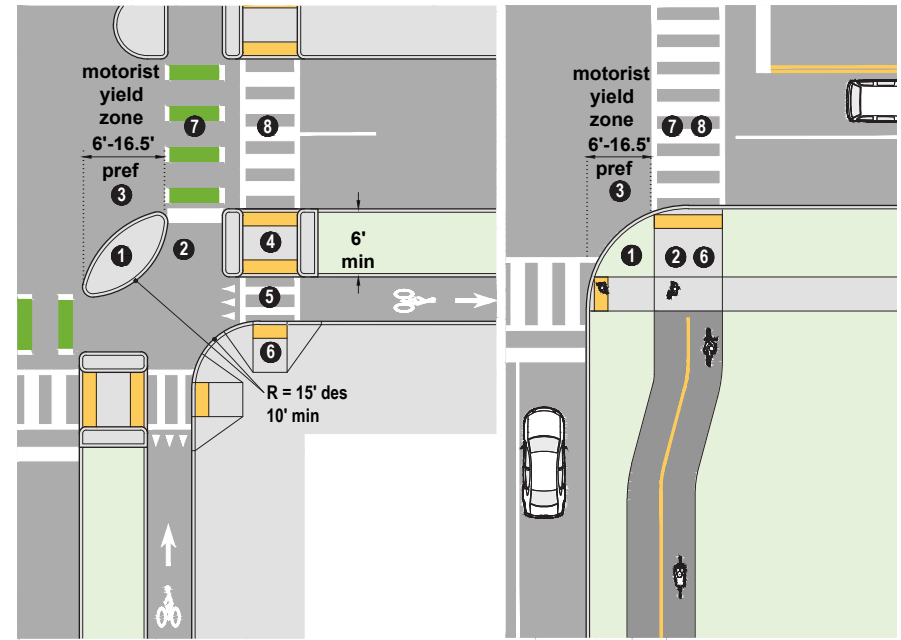 motorist
yield
zone
6'-16.5'
pref
3
7
8
1
2
4
6'
min
5
6
R = 15' des
10' min
motorist
yield
zone
6'-16.5'
pref
3
7 8
1
2 6